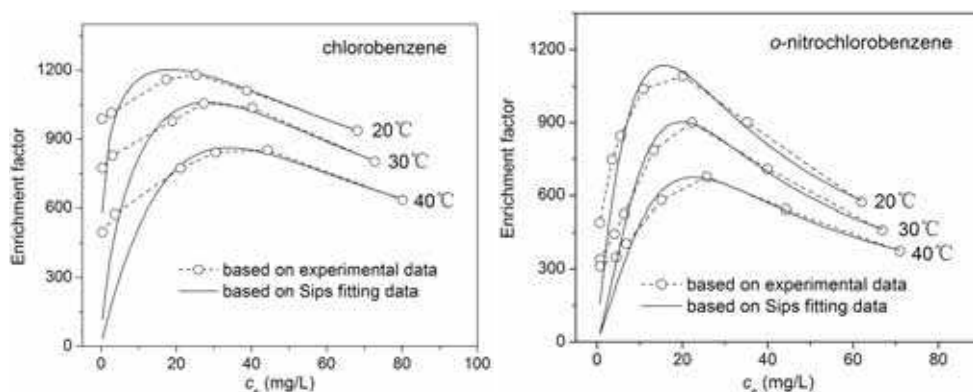 chlorobenzene
Enrichment factor
1200
900
600
300
0
20℃
30℃
40℃
based on experimental data
based on Sips fitting data
0 20 40 60 80 100
(mg/L)
o-nitrochlorobenzene
Enrichment factor
1200
900
600
300
0
20℃
30℃
40℃
based on experimental data
based on Sips fitting data
0 20 40 60 80
(mg/L)